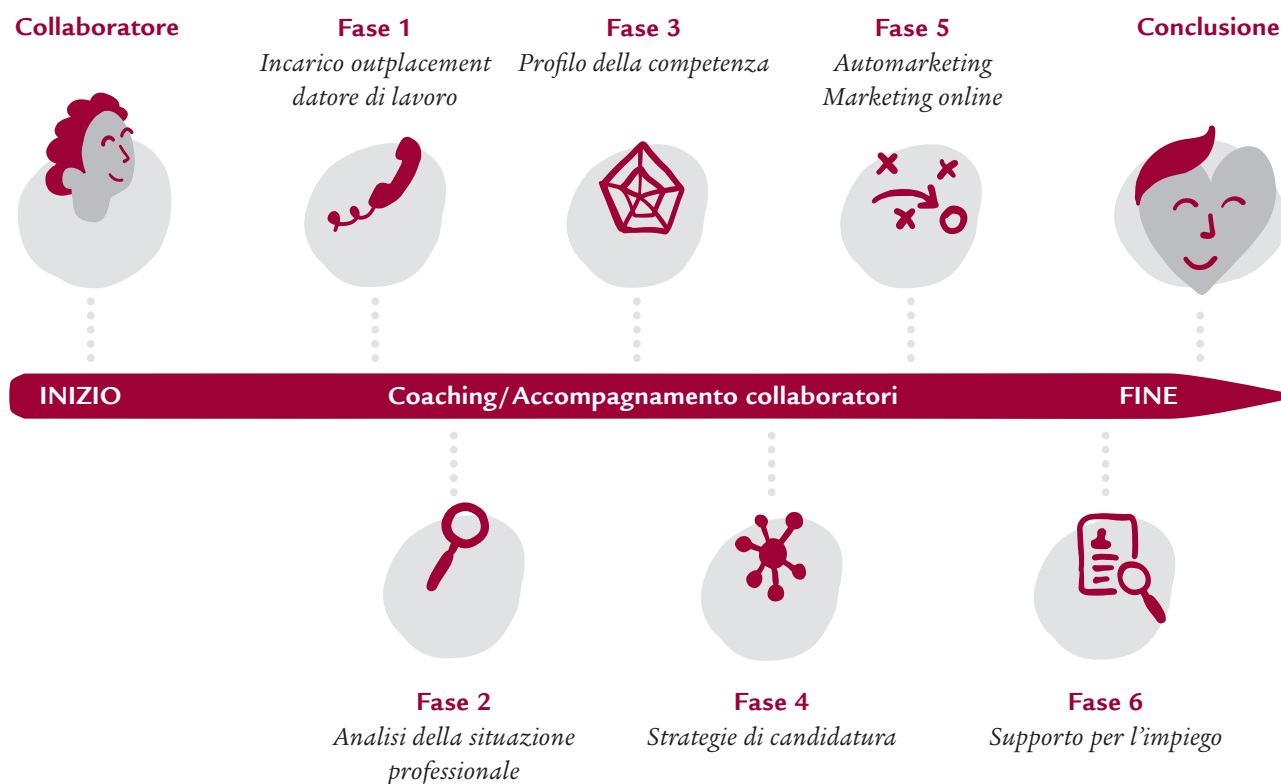 Collaboratore
Fase 1
Incarico outplacement
datore di lavoro
Fase 3
Profilo della competenza
Fase 5
Automarketing
Marketing online
Conclusione
INIZIO
Coaching/Accompagnamento collaboratori
FINE
Fase 2
Analisi della situazione
professionale
Fase 4
Strategie di candidatura
Fase 6
Supporto per l'impiego